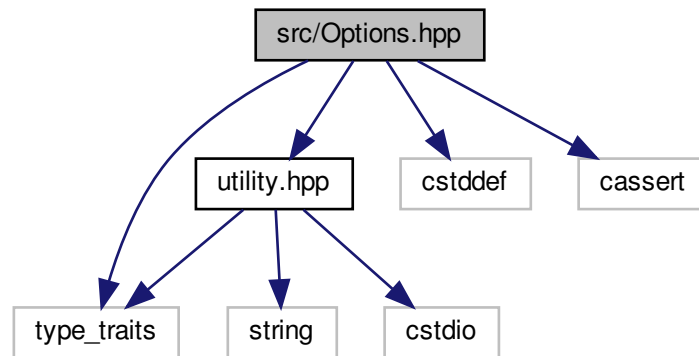 src/Options.hpp
utility.hpp
cstddef
cassert
type_traits
string
cstdio